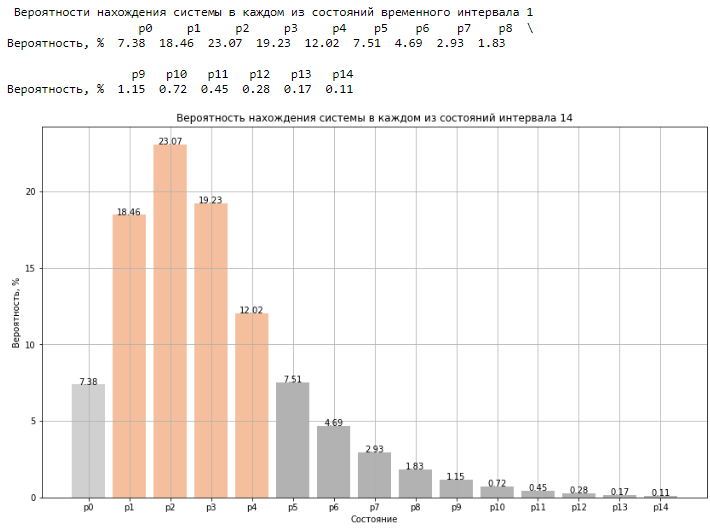 Вероятности нахождения системы в каждом из состояний временного интервала 1
p0 p1 p2 p3 p4 p5 p6 p7 p8 \
Вероятность, % 7.38 18.46 23.07 19.23 12.02 7.51 4.69 2.93 1.83
p9 p10 p11 p12 p13 p14
Вероятность, % 1.15 0.72 0.45 0.28 0.17 0.11
Вероятность нахождения системы в каждом из состояний интервала 14
Вероятность, %
20
15
10
5
0
7.38
18.46
23.07
19.23
12.02
7.51
4.69
2.93
1.83
1.15
0.72
0.45
0.28
0.17
0.11
p0 p1 p2 p3 p4 p5 p6 p7 p8 p9 p10 p11 p12 p13 p14
Состояние